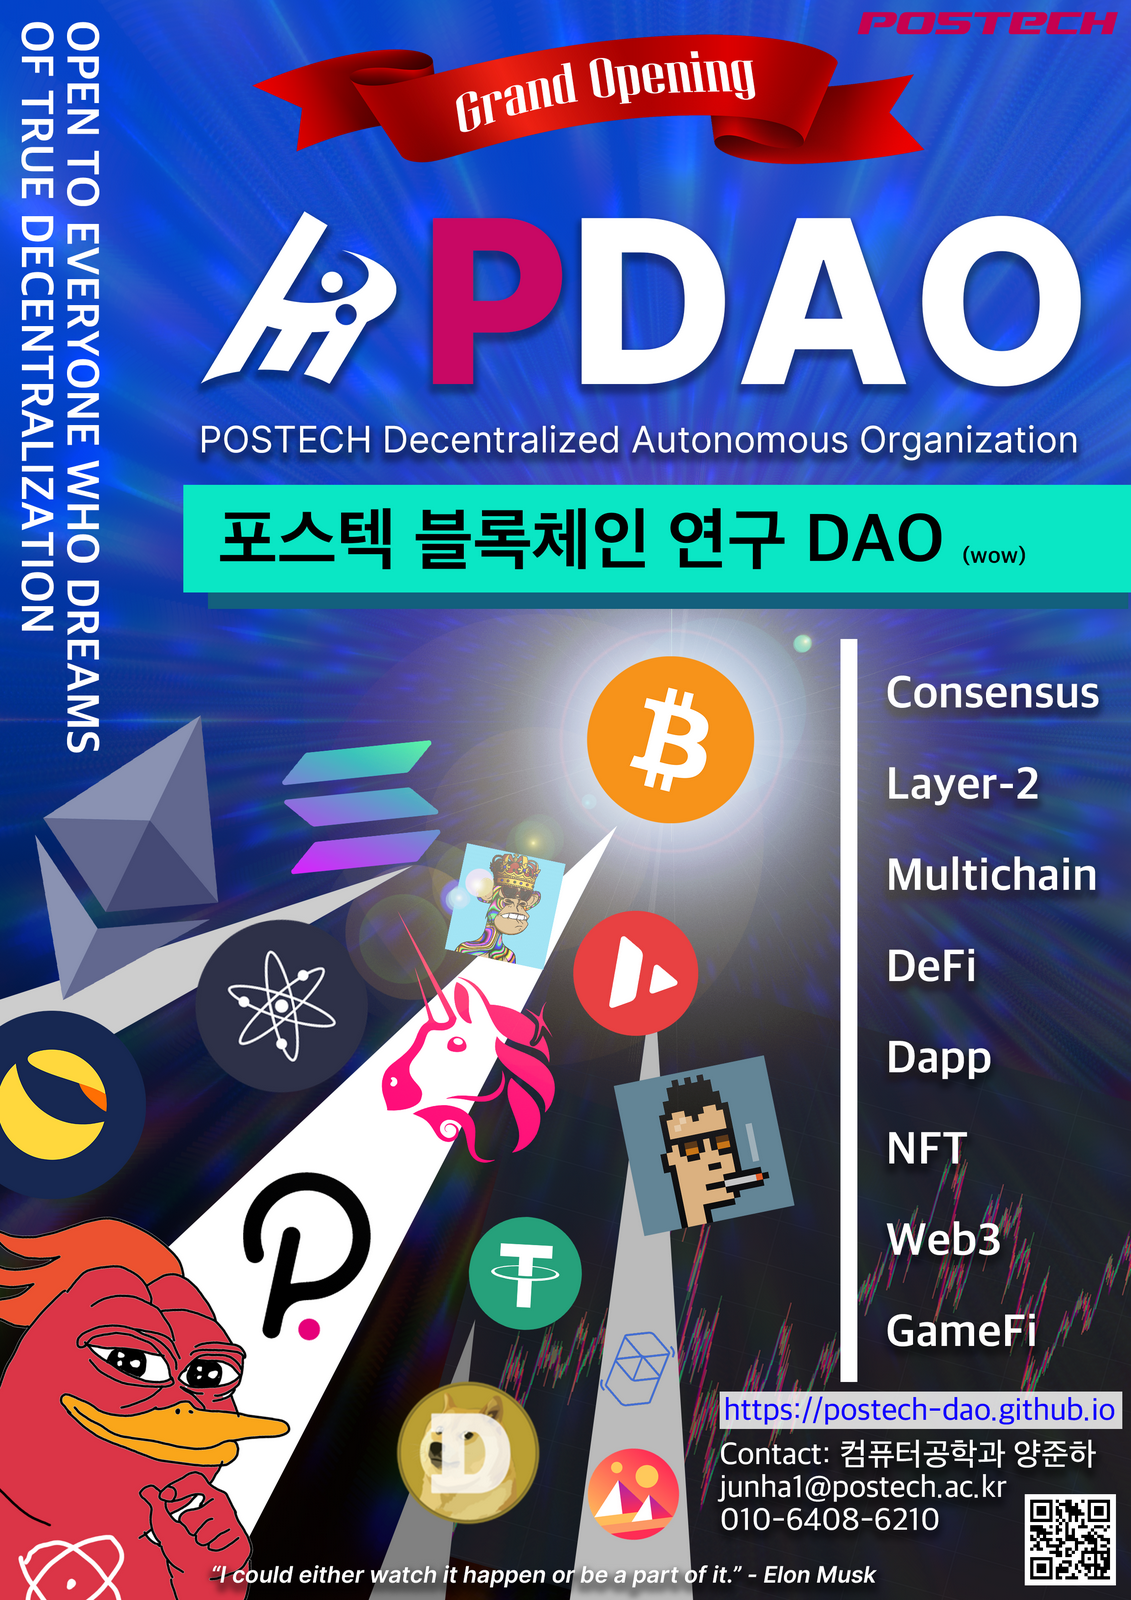 POSTECH
Grand Opening
OPEN TO EVERYONE WHO DREAMS
OF TRUE DECENTRALIZATION
PDAO
POSTECH Decentralized Autonomous Organization
포스텍 블록체인 연구 DAO (wow)
Consensus
Layer-2
Multichain
DeFi
Dapp
NFT
Web3
GameFi
https://postech-dao.github.io
Contact: 컴퓨터공학과 양준하
junha1@postech.ac.kr
010-6408-6210
"I could either watch it happen or be a part of it." - Elon Musk